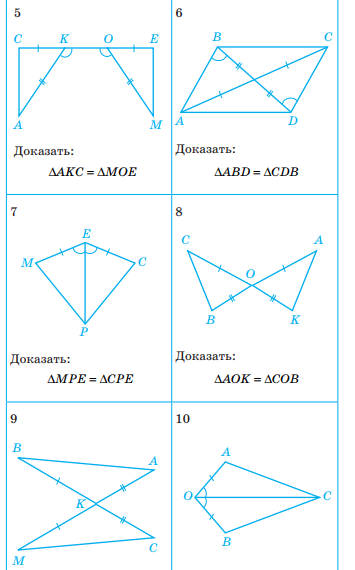 5
C K O E
A M
Доказать:
ΔAKC = ΔMOE
6
B C
A D
Доказать:
ΔABD = ΔCDB
7
E
M C
P
Доказать:
ΔMPE = ΔCPE
8
C A
O
B K
Доказать:
ΔAOK = ΔCOB
9
B
A
K
C
M
10
A
O C
B